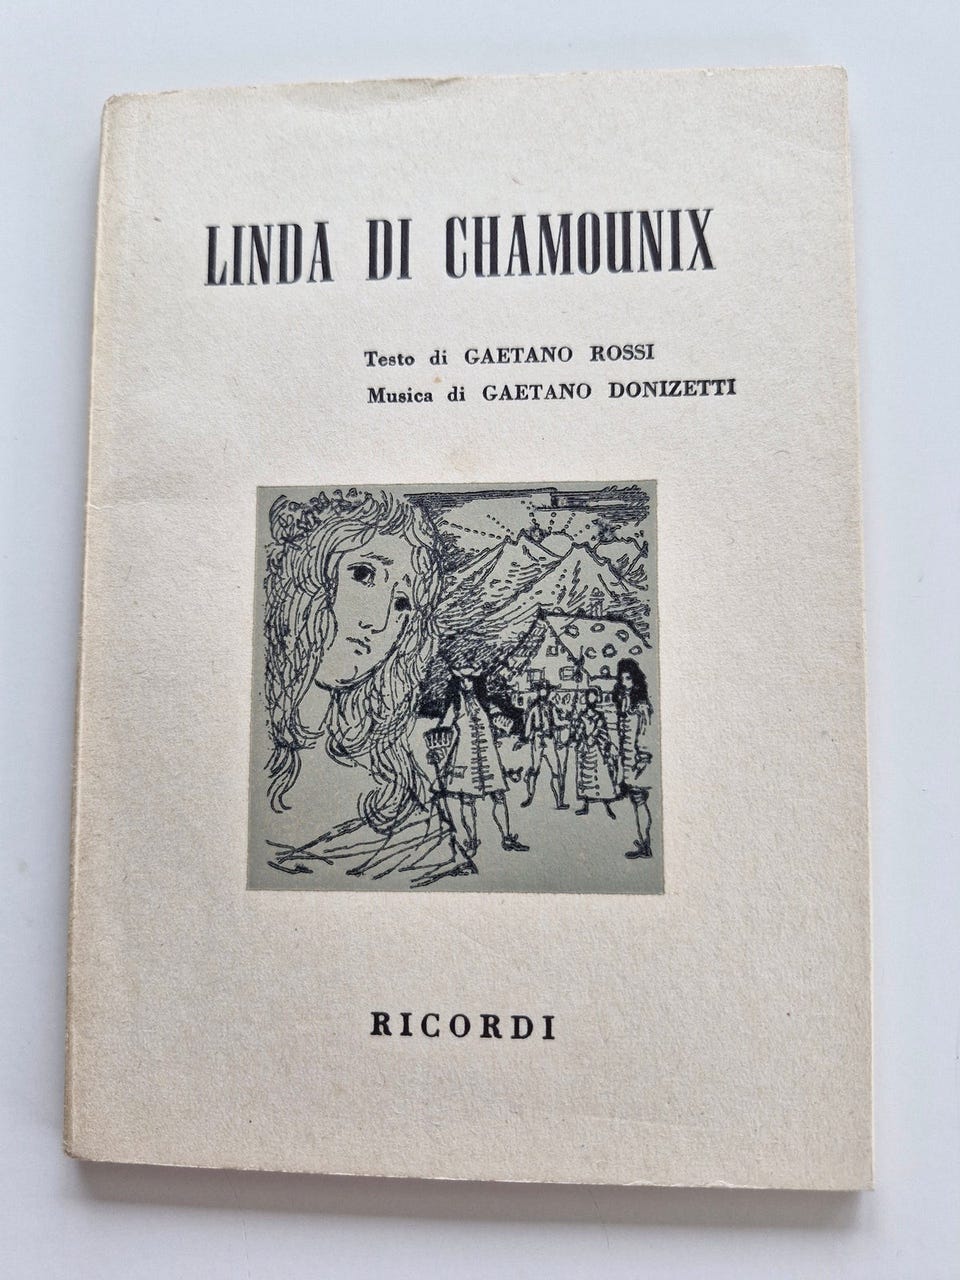 LINDA DI CHAMOUNIX
Testo di GAETANO ROSSI
Musica di GAETANO DONIZETTI
RICORDI